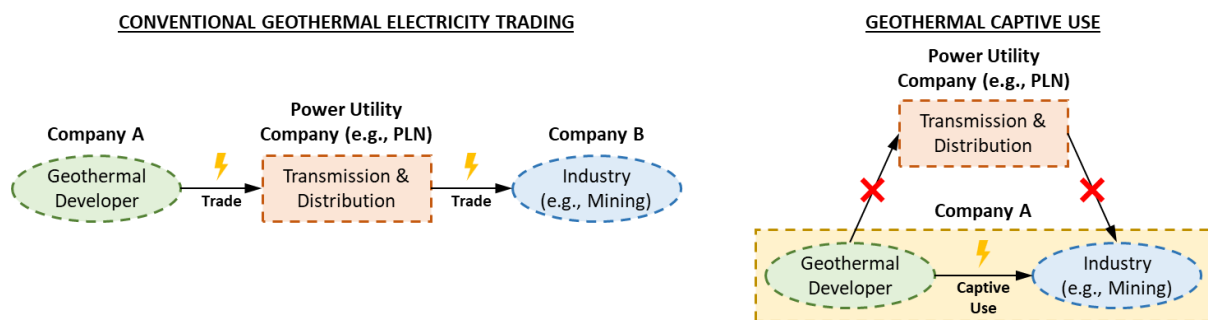 CONVENTIONAL GEOTHERMAL ELECTRICITY TRADING
Company A
Geothermal
Developer
Trade
Power Utility
Company (e.g., PLN)
Transmission &
Distribution
Trade
Company B
Industry
(e.g., Mining)
GEOTHERMAL CAPTIVE USE
Power Utility
Company (e.g., PLN)
Transmission &
Distribution
Company A
Geothermal
Developer
Captive
Use
Industry
(e.g., Mining)